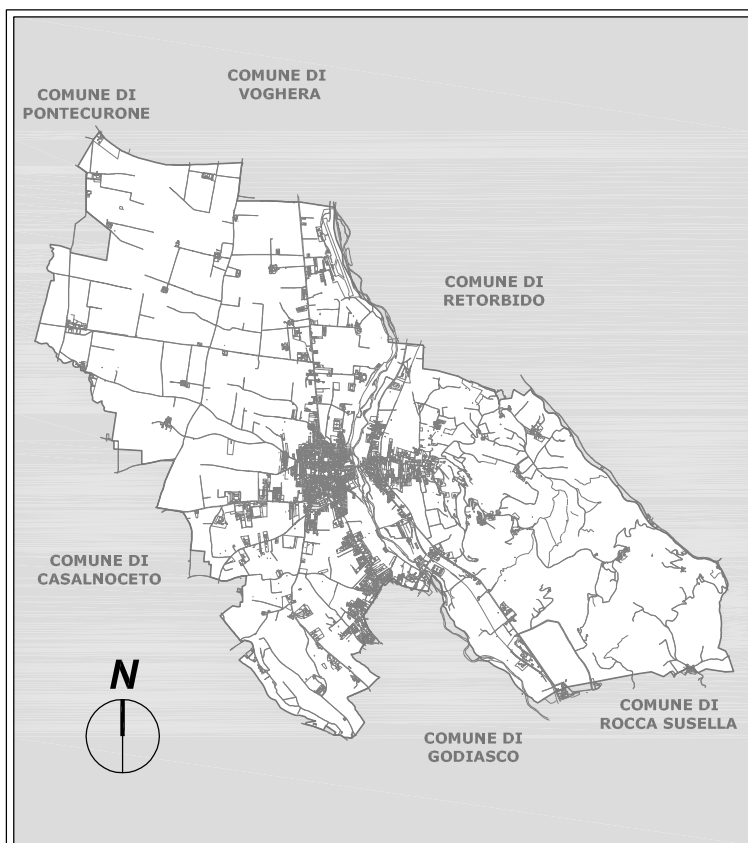 COMUNE DI
VOGHERA
COMUNE DI
PONTECURONE
COMUNE DI
RETORBIDO
COMUNE DI
CASALNOCETO
N
COMUNE DI
ROCCA SUSELLA
COMUNE DI
GODIASCO